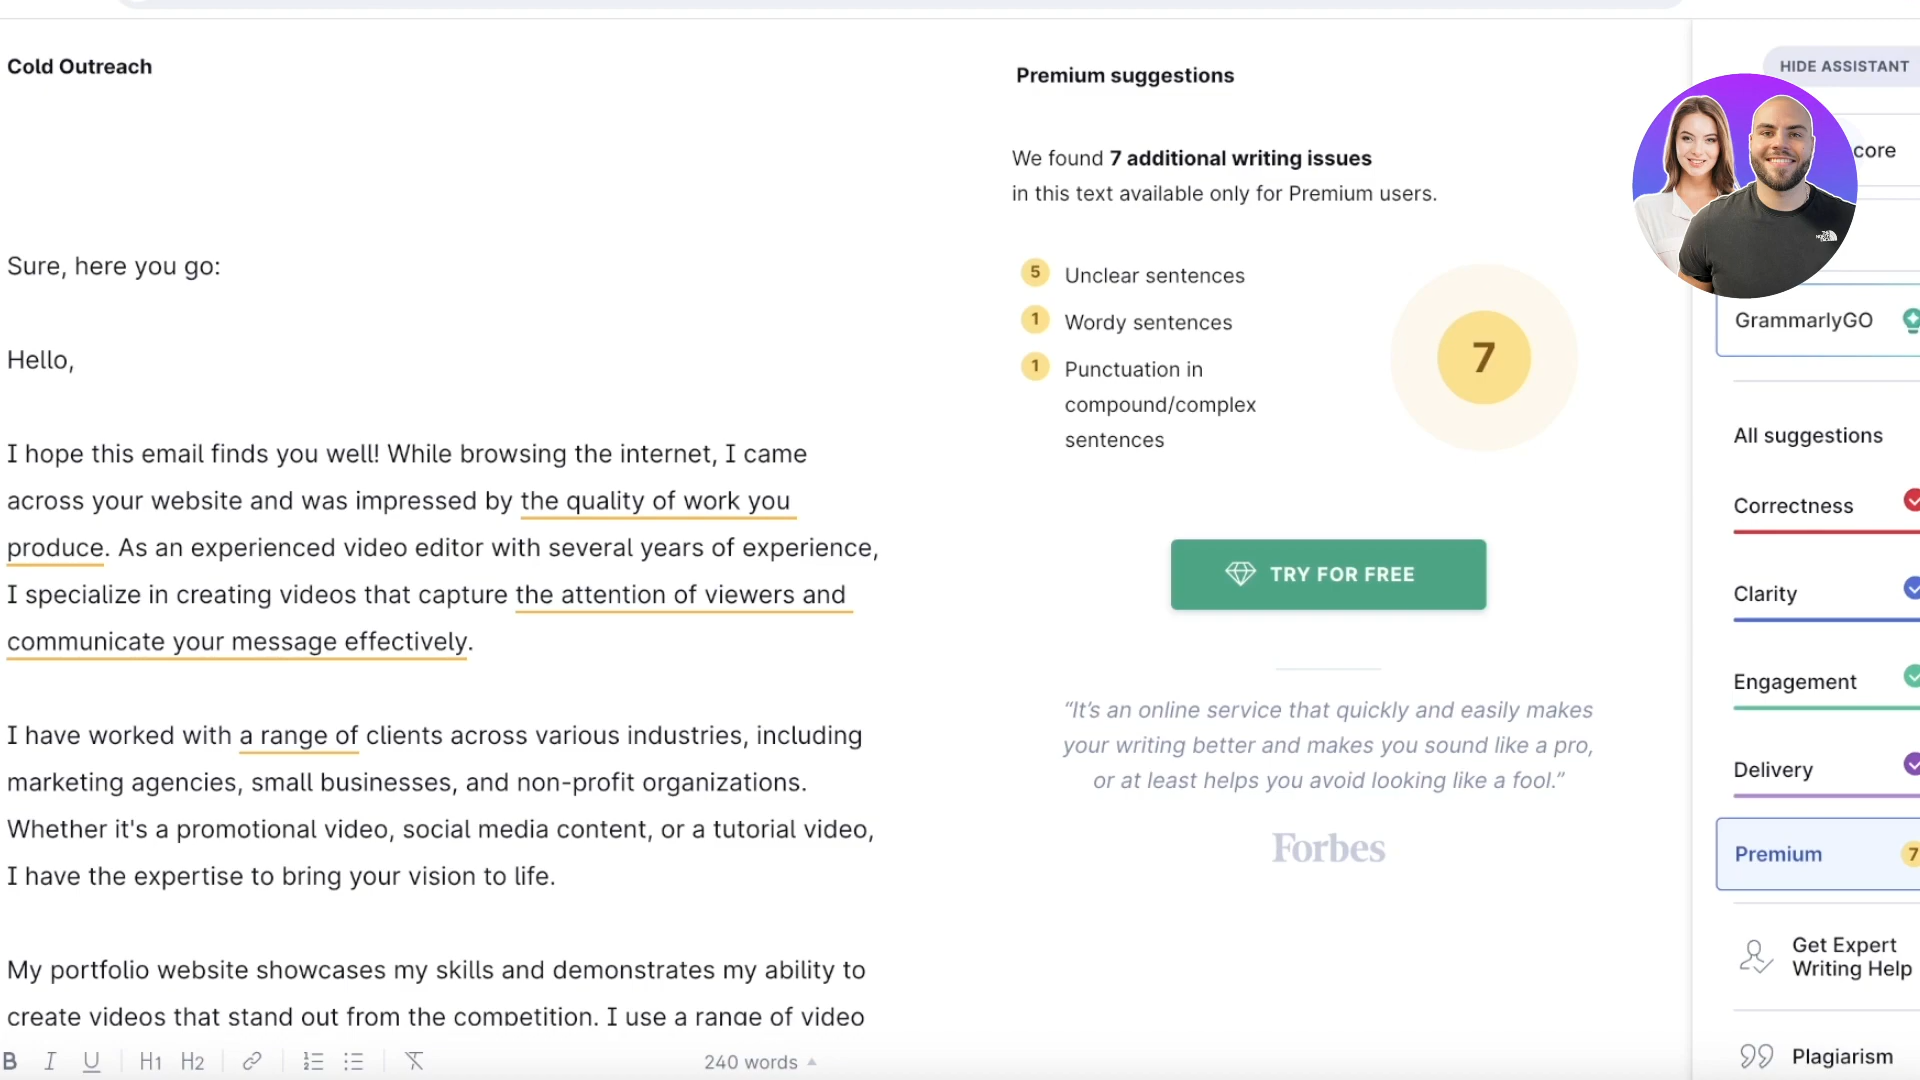 Cold Outreach
Sure, here you go:
Hello,
I hope this email finds you well! While browsing the internet, I came
across your website and was impressed by the quality of work you
produce. As an experienced video editor with several years of experience,
I specialize in creating videos that capture the attention of viewers and
communicate your message effectively.
I have worked with a range of clients across various industries, including
marketing agencies, small businesses, and non-profit organizations.
Whether it's a promotional video, social media content, or a tutorial video,
I have the expertise to bring your vision to life.
My portfolio website showcases my skills and demonstrates my ability to
create videos that stand out from the competition. I use a range of video
B I U H1 H2
240 words
Premium suggestions
We found 7 additional writing issues
in this text available only for Premium users.
5 Unclear sentences
1 Wordy sentences
1 Punctuation in
compound/complex
sentences
7
TRY FOR FREE
“It’s an online service that quickly and easily makes
your writing better and makes you sound like a pro,
or at least helps you avoid looking like a fool.”
Forbes
HIDE ASSISTANT
core
THE NORTH FACE
GrammarlyGO
All suggestions
Correctness
Clarity
Engagement
Delivery
Premium 7
Get Expert
Writing Help
Plagiarism